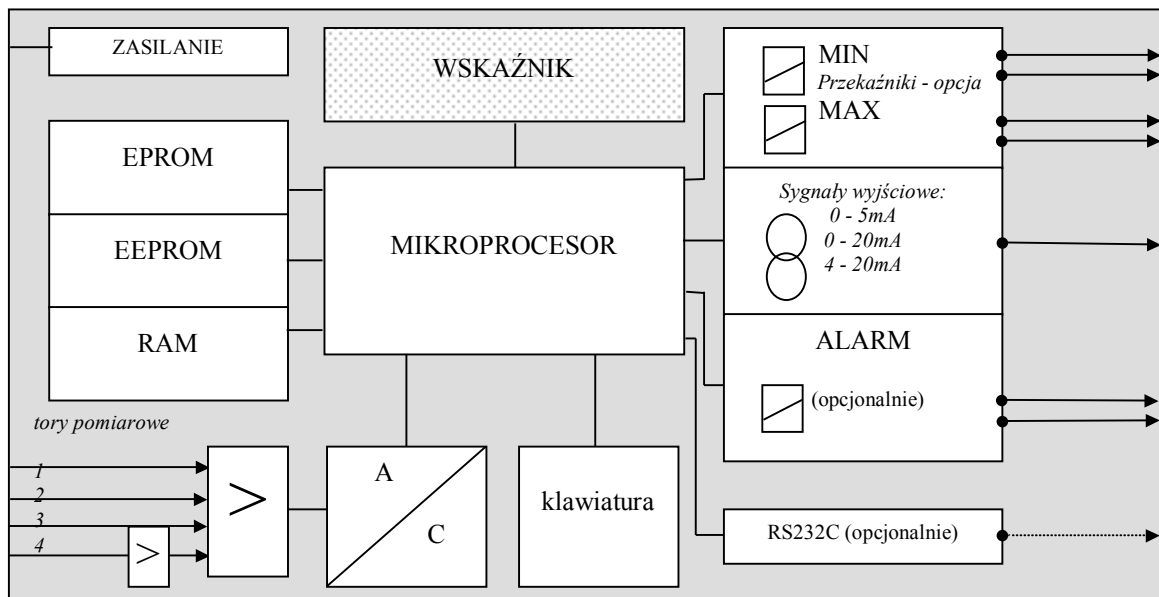 ZASILANIE
WSKAŹNIK
MIN
Przekaźniki - opcja
MAX
EPROM
EEPROM
RAM
MIKROPROCESOR
Sygnały wyjściowe:
0 - 5mA
0 - 20mA
4 - 20mA
ALARM
(opcjonalnie)
tory pomiarowe
1
2
3
4
>
>
A
C
klawiatura
RS232C (opcjonalnie)